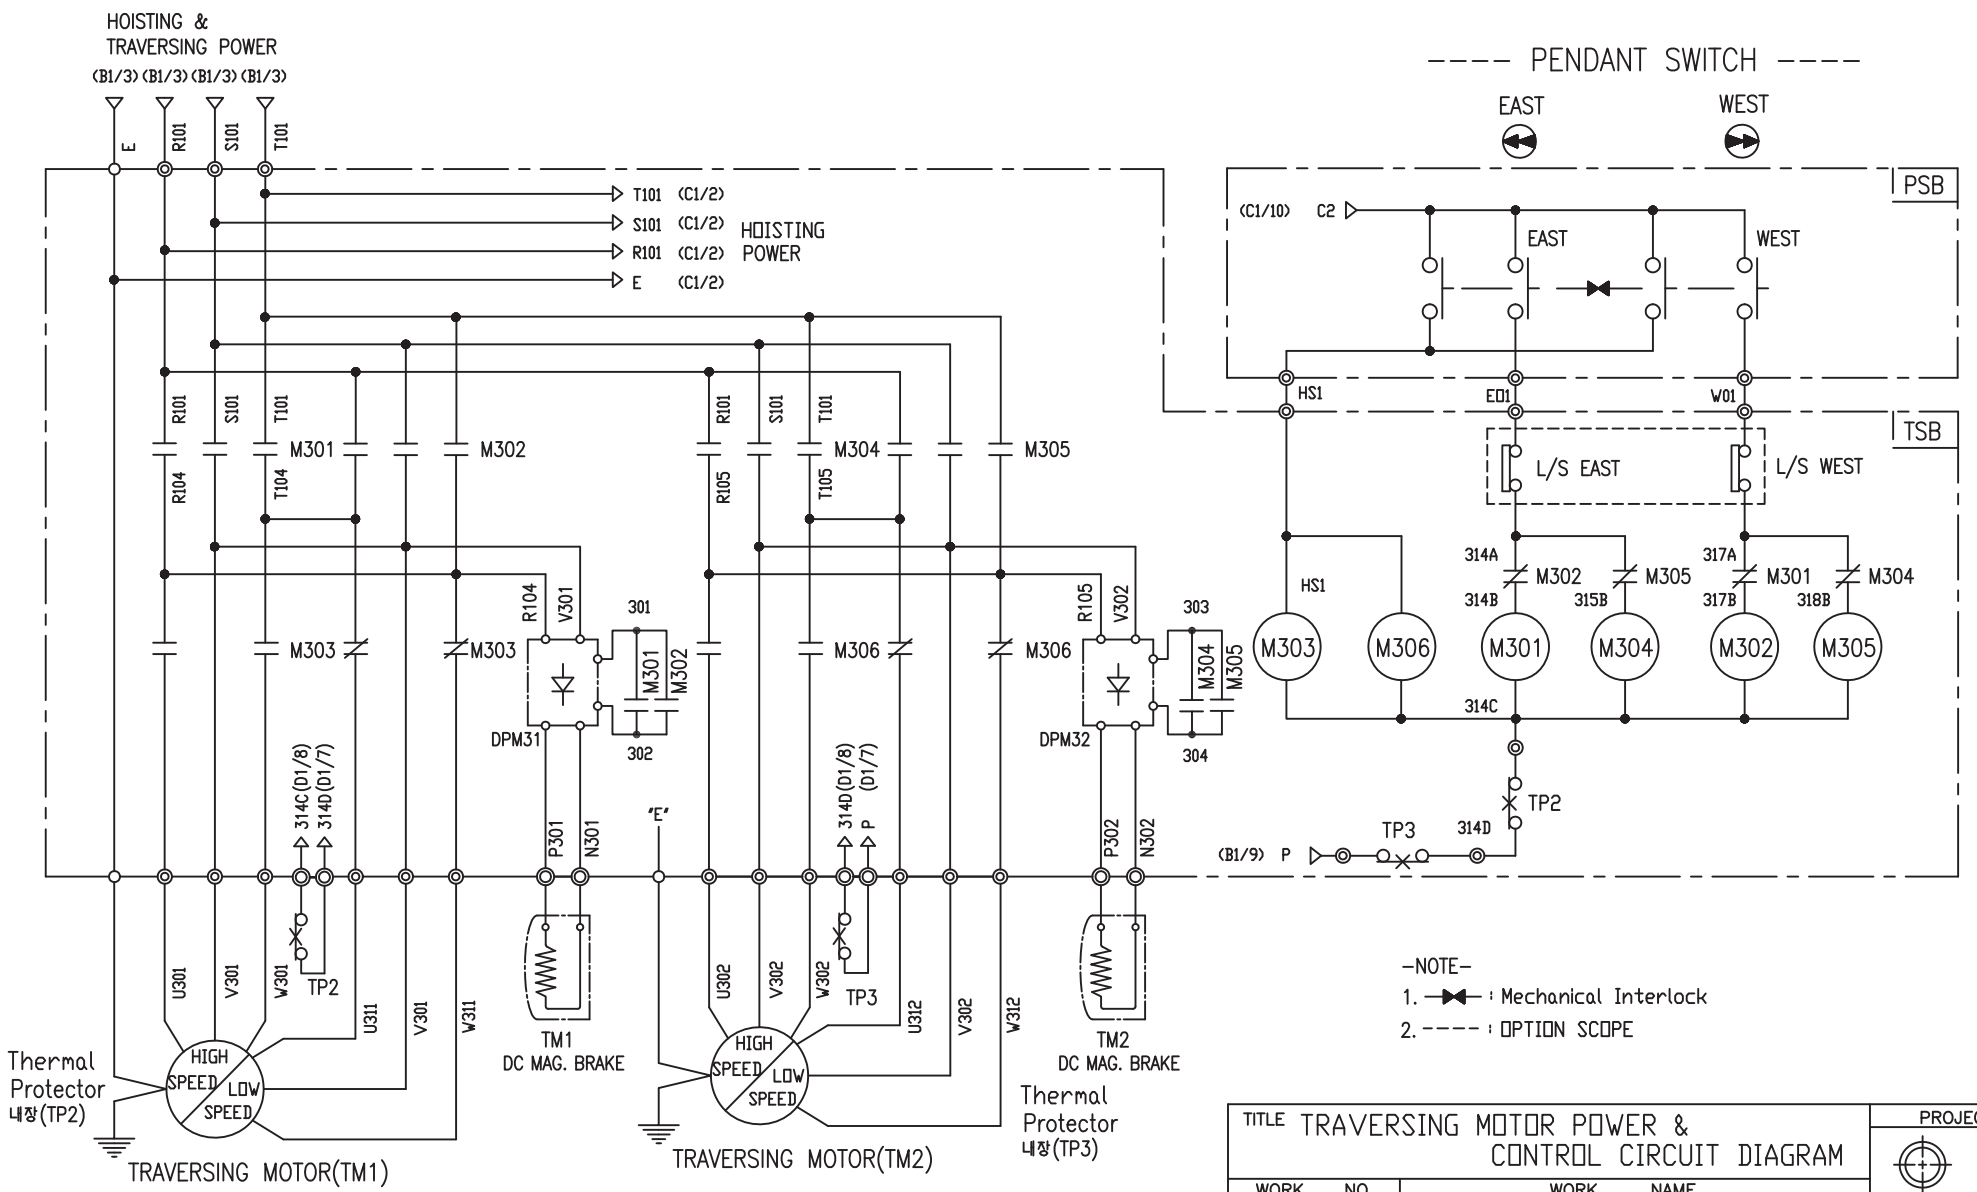 HOISTING &
TRAVERSING POWER
(B1/3) (B1/3) (B1/3) (B1/3)
E
R101
S101
T101
T101 (C1/2)
S101 (C1/2)
R101 (C1/2)
E (C1/2)
HOISTING
POWER
R101
S101
T101
M301
M302
R104
T104
R101
S101
T101
M304
M305
R105
T105
M303
M303
R104
V301
301
M301
M302
DPM31
302
M306
M306
R105
V302
303
M304
M305
DPM32
304
314C(D1/8)
314D(D1/7)
P301
N301
"E"
314D(D1/8)
P (D1/7)
P302
N302
U301
V301
W301
TP2
U311
V301
W311
TM1
DC MAG. BRAKE
U302
V302
W302
TP3
U312
V302
W312
TM2
DC MAG. BRAKE
Thermal
Protector
내장(TP2)
HIGH
SPEED
LOW
SPEED
TRAVERSING MOTOR(TM1)
HIGH
SPEED
LOW
SPEED
TRAVERSING MOTOR(TM2)
Thermal
Protector
내장(TP3)
PENDANT SWITCH
EAST
WEST
PSB
(C1/10) C2
EAST
WEST
HS1
E01
W01
TSB
L/S EAST
L/S WEST
314A
317A
M302
M305
M301
M304
HS1
314B
315B
317B
318B
M303
M306
M301
M304
M302
M305
314C
TP2
TP3
314D
(B1/9) P
-NOTE-
1. : Mechanical Interlock
2. ---- : OPTION SCOPE
TITLE TRAVERSING MOTOR POWER &
CONTROL CIRCUIT DIAGRAM
PROJEC
WORK NO
WORK NAME